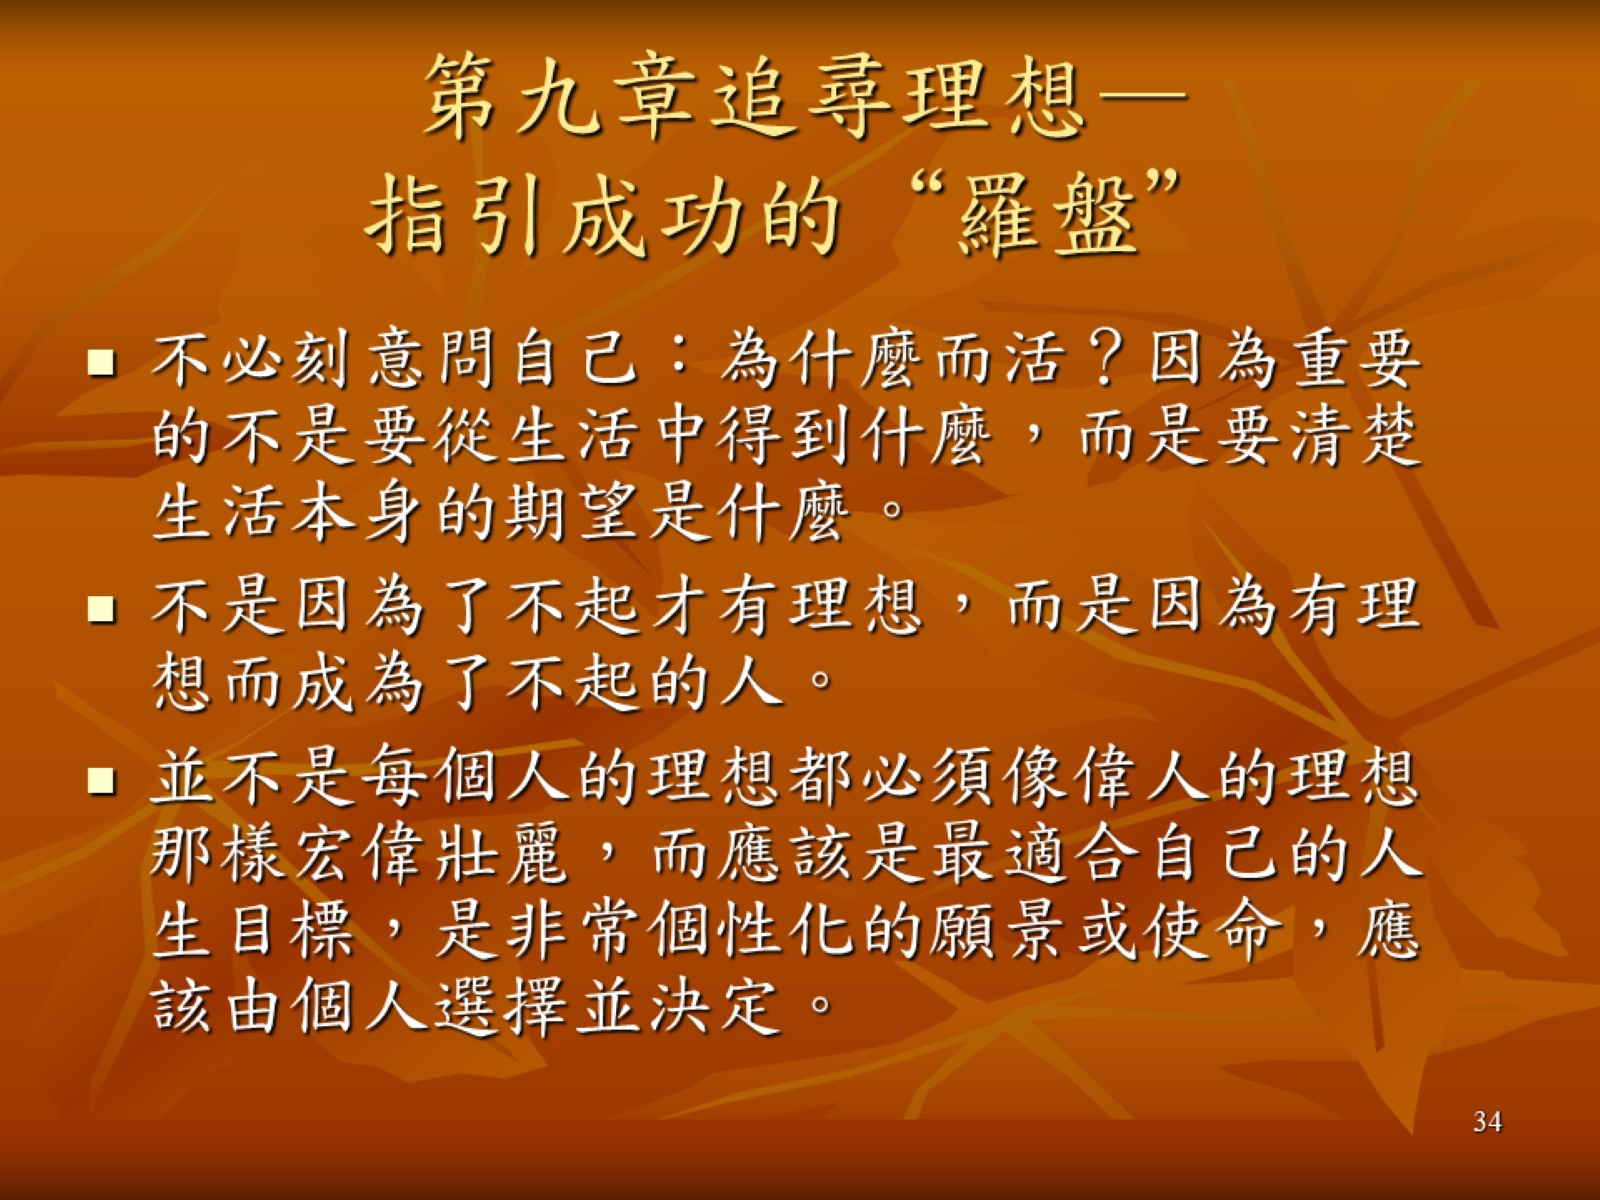 第九章追尋理想—
指引成功的“羅盤”
■ 不必刻意問自己：為什麼而活？因為重要
的不是要從生活中得到什麼，而是要清楚
生活本身的期望是什麼。
■ 不是因為了不起才有理想，而是因為有理
想而成為了不起的人。
■ 並不是每個人的理想都必須像偉人的理想
那樣宏偉壯麗，而應該是最適合自己的人
生目標，是非常個性化的願景或使命，應
該由個人選擇並決定。
34